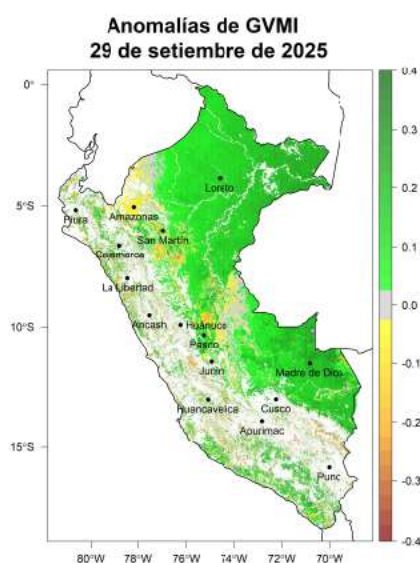 Anomalías de GVMI
29 de setiembre de 2025
0°
5°S
10°S
15°S
80°W
78°W
76°W
74°W
72°W
70°W
0.4
0.3
0.2
0.1
0.0
-0.1
-0.2
-0.3
-0.4
Loreto
Piura
Amazonas
San Martín
Cajamarca
La Libertad
Ancash
Huánuco
Pasco
Junín
Madre de Dios
Huancavelica
Cusco
Apurimac
Puno